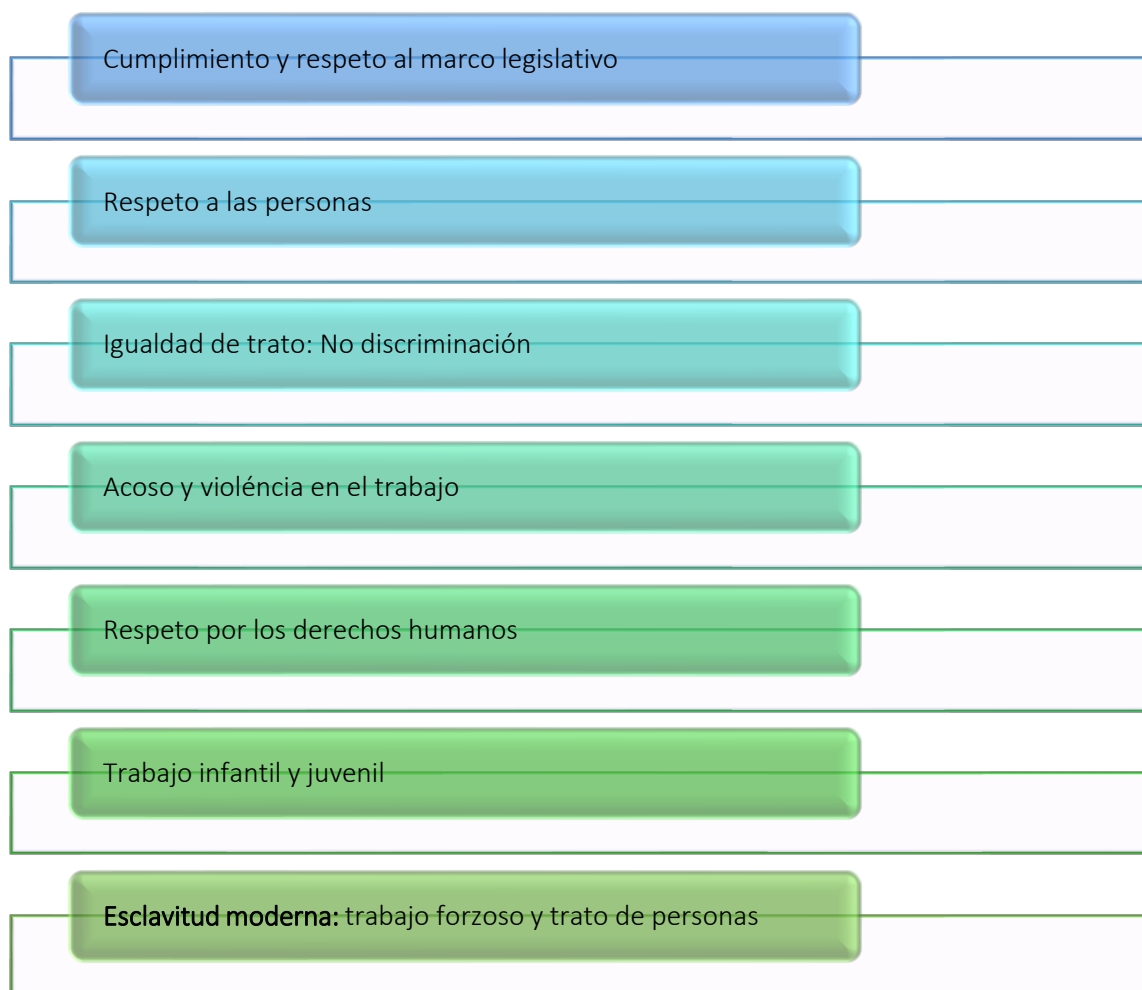 Cumplimiento y respeto al marco legislativo
Respeto a las personas
Igualdad de trato: No discriminación
Acoso y violéncia en el trabajo
Respeto por los derechos humanos
Trabajo infantil y juvenil
Esclavitud moderna: trabajo forzoso y trato de personas